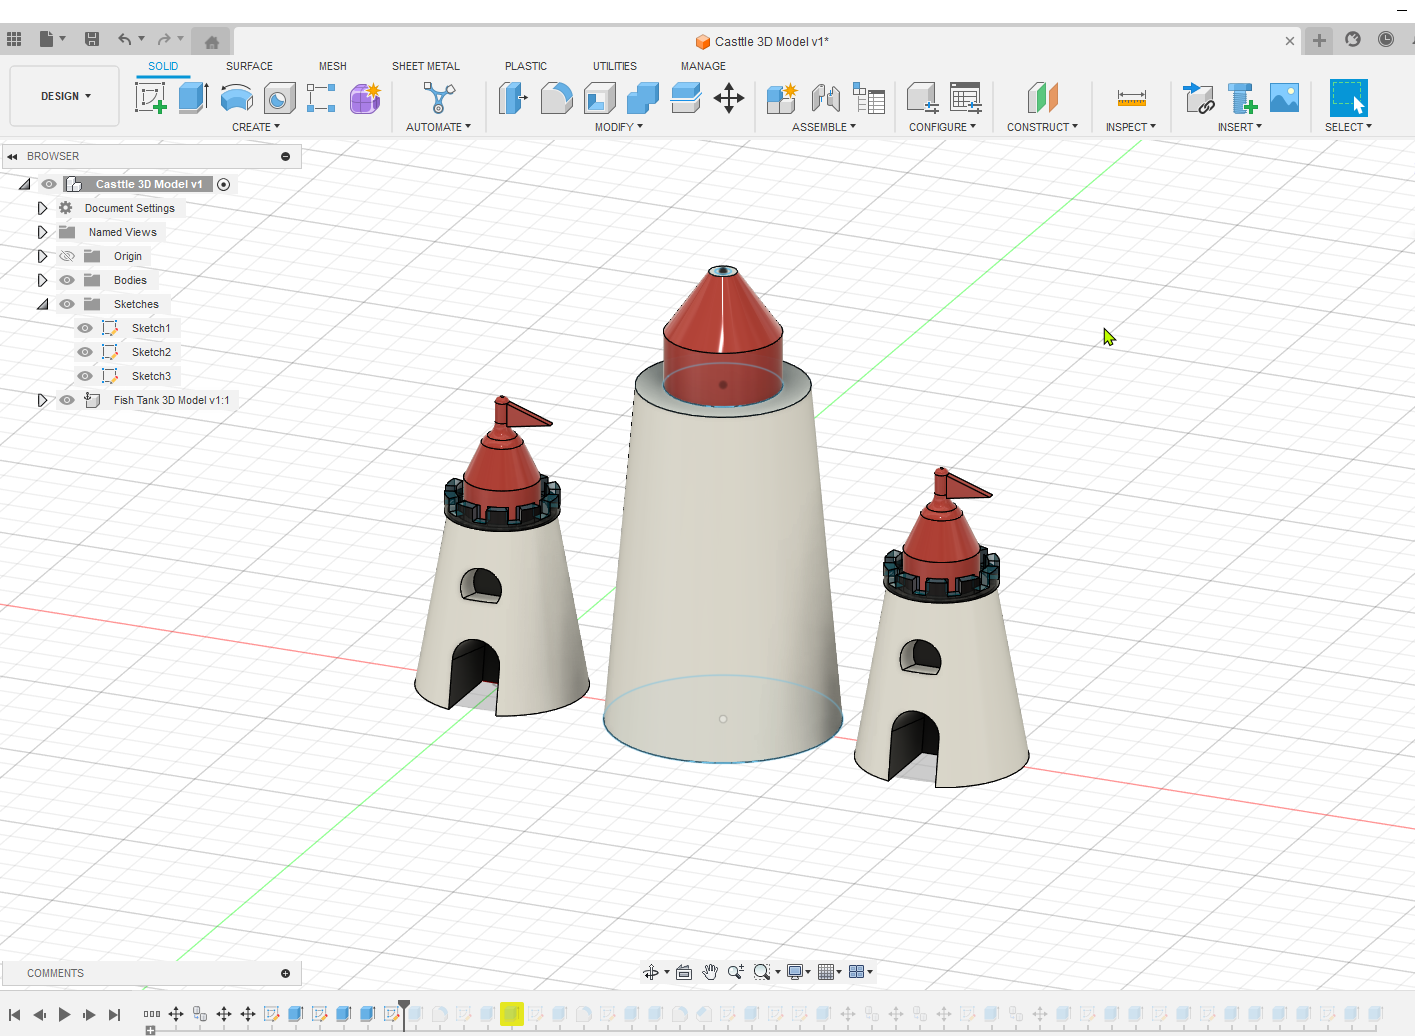 Casttle 3D Model v1*
SOLID SURFACE MESH SHEET METAL PLASTIC UTILITIES MANAGE
DESIGN
CREATE AUTOMATE MODIFY ASSEMBLE CONFIGURE CONSTRUCT INSPECT INSERT SELECT
BROWSER
Casttle 3D Model v1
Document Settings
Named Views
Origin
Bodies
Sketches
Sketch1
Sketch2
Sketch3
Fish Tank 3D Model v1:1
COMMENTS